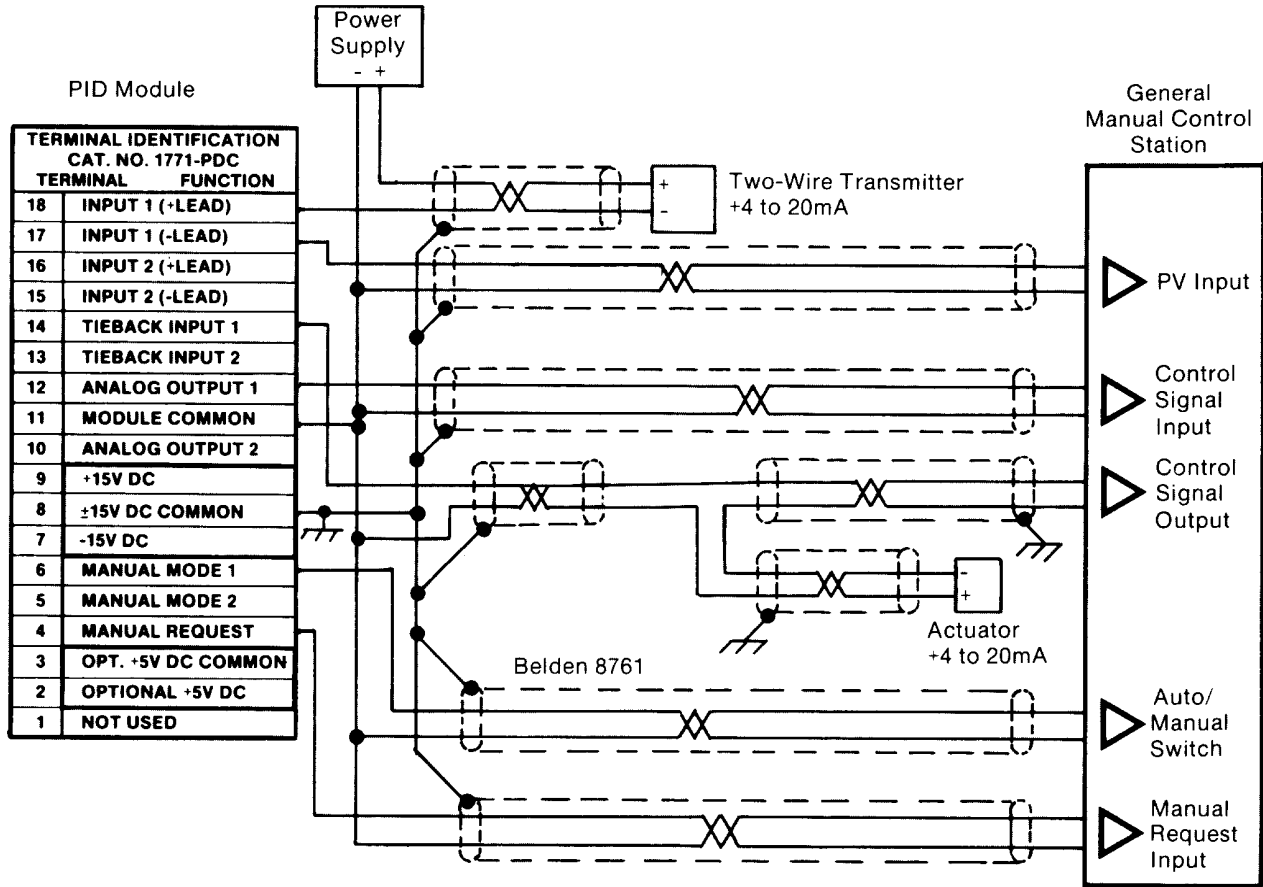 Power
Supply
- +
PID Module
General
Manual Control
Station
TERMINAL IDENTIFICATION
CAT. NO. 1771-PDC
TERMINAL FUNCTION
18 INPUT 1 (+LEAD)
17 INPUT 1 (-LEAD)
16 INPUT 2 (+LEAD)
15 INPUT 2 (-LEAD)
14 TIEBACK INPUT 1
13 TIEBACK INPUT 2
12 ANALOG OUTPUT 1
11 MODULE COMMON
10 ANALOG OUTPUT 2
9 +15V DC
8 ±15V DC COMMON
7 -15V DC
6 MANUAL MODE 1
5 MANUAL MODE 2
4 MANUAL REQUEST
3 OPT. +5V DC COMMON
2 OPTIONAL +5V DC
1 NOT USED
+
-
Two-Wire Transmitter
+4 to 20mA
PV Input
Control
Signal
Input
Control
Signal
Output
-
+
Actuator
+4 to 20mA
Belden 8761
Auto/
Manual
Switch
Manual
Request
Input